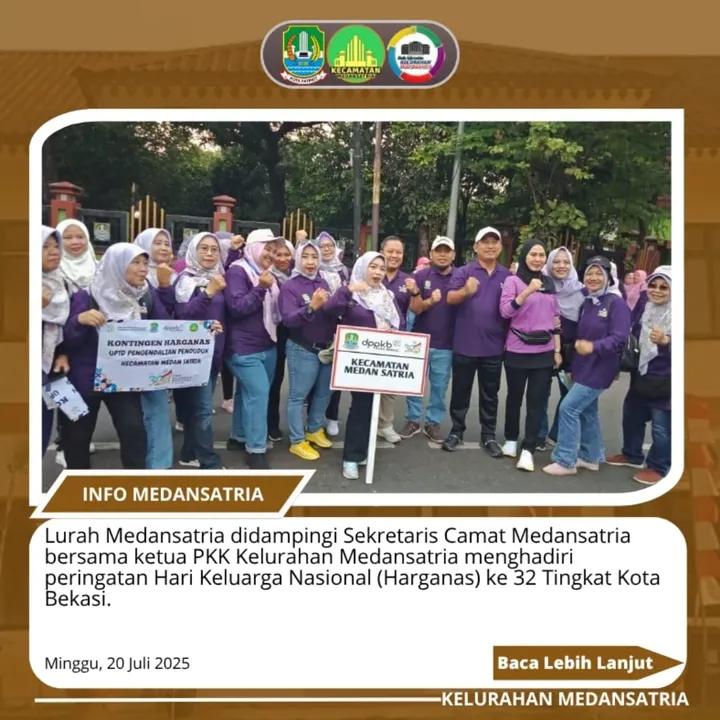 KECAMATAN
MEDANSATRIA
KONTINGEN HARGANAS
UPTD PENGENDALIAN PENDUDUK
KECAMATAN MEDAN SATRIA
dppkb
KECAMATAN
MEDAN SATRIA
INFO MEDANSATRIA
Lurah Medansatria didampingi Sekretaris Camat Medansatria
bersama ketua PKK Kelurahan Medansatria menghadiri
peringatan Hari Keluarga Nasional (Harganas) ke 32 Tingkat Kota
Bekasi.
Minggu, 20 Juli 2025
Baca Lebih Lanjut
KELURAHAN MEDANSATRIA